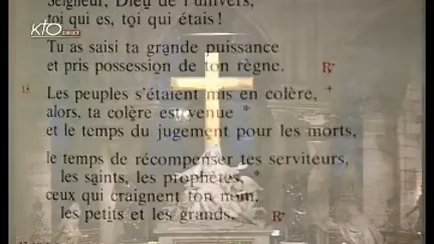 Seigneur, Dieu de l'univers,
KTO DIRECT
toi qui es, toi qui étais !
Tu as saisi ta grande puissance
et pris possession de ton règne. R
18 Les peuples s'étaient mis en colère, +
alors, ta colère est venue *
et le temps du jugement pour les morts,
le temps de récompenser tes serviteurs,
les saints, les prophètes, *
ceux qui craignent ton nom,
les petits et les grands. R